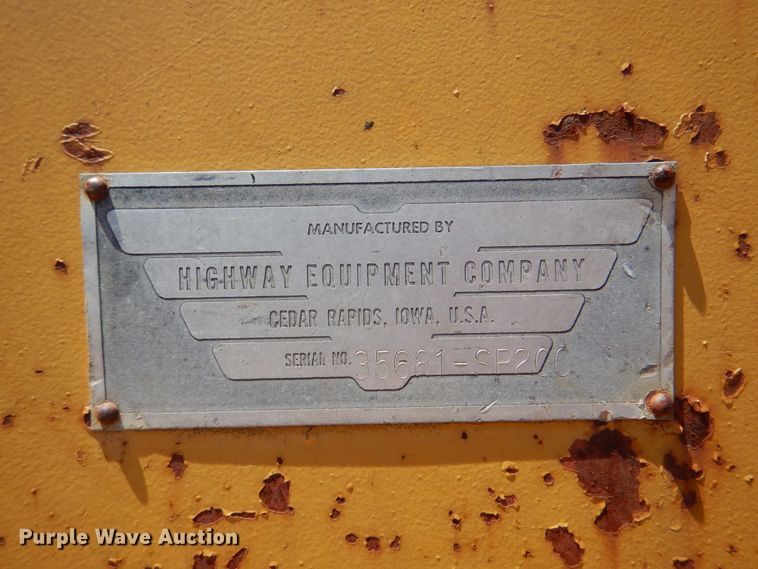 MANUFACTURED BY
HIGHWAY EQUIPMENT COMPANY
CEDAR RAPIDS, IOWA, U.S.A.
SERIAL NO. 35681-SP200
Purple Wave Auction